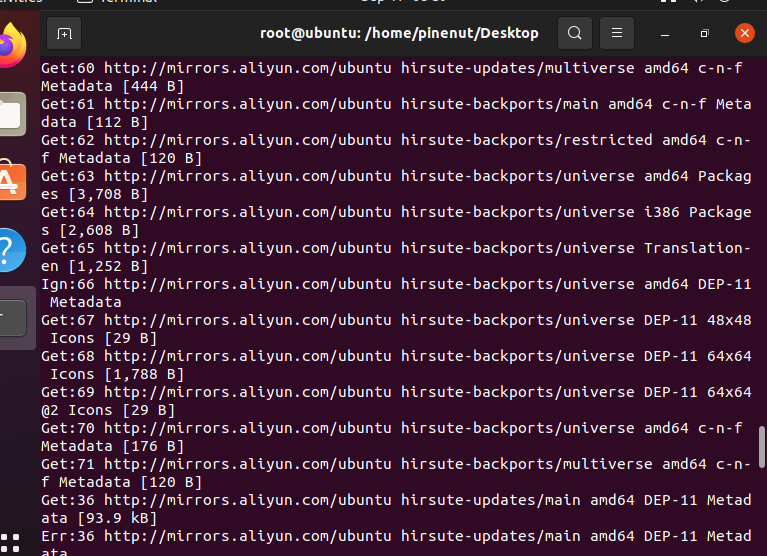 Terminal
root@ubuntu: /home/pinenut/Desktop
Get:60 http://mirrors.aliyun.com/ubuntu hirsute-updates/multiverse amd64 c-n-f
Metadata [444 B]
Get:61 http://mirrors.aliyun.com/ubuntu hirsute-backports/main amd64 c-n-f Meta
data [112 B]
Get:62 http://mirrors.aliyun.com/ubuntu hirsute-backports/restricted amd64 c-n-
f Metadata [120 B]
Get:63 http://mirrors.aliyun.com/ubuntu hirsute-backports/universe amd64 Packag
es [3,708 B]
Get:64 http://mirrors.aliyun.com/ubuntu hirsute-backports/universe i386 Package
s [2,608 B]
Get:65 http://mirrors.aliyun.com/ubuntu hirsute-backports/universe Translation-
en [1,252 B]
Ign:66 http://mirrors.aliyun.com/ubuntu hirsute-backports/universe amd64 DEP-11
 Metadata
Get:67 http://mirrors.aliyun.com/ubuntu hirsute-backports/universe DEP-11 48x48
 Icons [29 B]
Get:68 http://mirrors.aliyun.com/ubuntu hirsute-backports/universe DEP-11 64x64
 Icons [1,788 B]
Get:69 http://mirrors.aliyun.com/ubuntu hirsute-backports/universe DEP-11 64x64
@2 Icons [29 B]
Get:70 http://mirrors.aliyun.com/ubuntu hirsute-backports/universe amd64 c-n-f
Metadata [176 B]
Get:71 http://mirrors.aliyun.com/ubuntu hirsute-backports/multiverse amd64 c-n-
f Metadata [120 B]
Get:36 http://mirrors.aliyun.com/ubuntu hirsute-updates/main amd64 DEP-11 Metad
ata [93.9 kB]
Err:36 http://mirrors.aliyun.com/ubuntu hirsute-updates/main amd64 DEP-11 Metad
ata